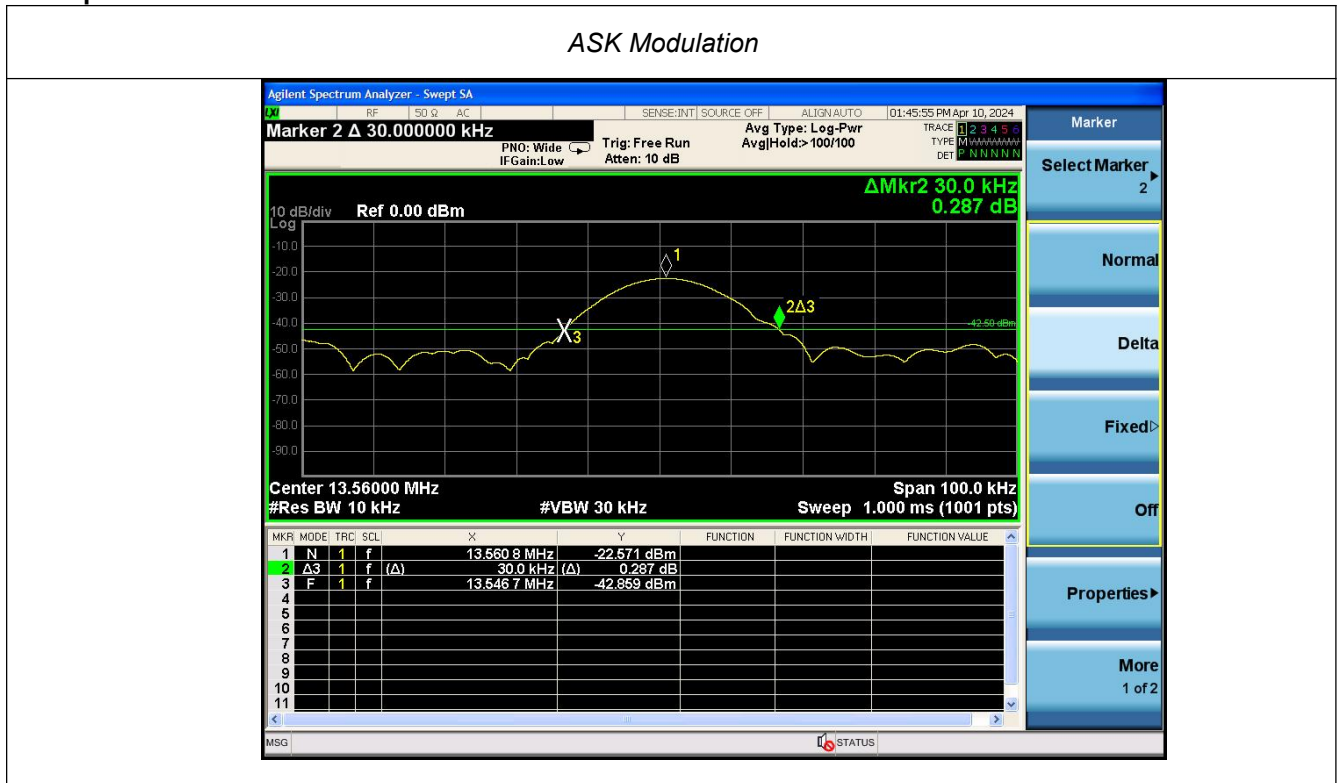 ASK Modulation
Agilent Spectrum Analyzer - Swept SA
LXI RF 50 Ω AC SENSE:INT SOURCE OFF ALIGN AUTO 01:45:55 PM Apr 10, 2024
Marker 2 Δ 30.000000 kHz
PNO: Wide
IFGain:Low
Trig: Free Run
Atten: 10 dB
Avg Type: Log-Pwr
Avg|Hold:>100/100
TRACE 1 2 3 4 5 6
TYPE M WWWWW
DET P N N N N N
ΔMkr2 30.0 kHz
0.287 dB
10 dB/div Ref 0.00 dBm
Log
-10.0
-20.0
-30.0
-40.0
-50.0
-60.0
-70.0
-80.0
-90.0
1
2Δ3
3
-42.50 dBm
Center 13.56000 MHz Span 100.0 kHz
#Res BW 10 kHz #VBW 30 kHz Sweep 1.000 ms (1001 pts)
MKR MODE TRC SCL X Y FUNCTION FUNCTION WIDTH FUNCTION VALUE
1 N 1 f 13.560 8 MHz -22.571 dBm
2 Δ3 1 f (Δ) 30.0 kHz (Δ) 0.287 dB
3 F 1 f 13.546 7 MHz -42.859 dBm
4
5
6
7
8
9
10
11
MSG STATUS
Marker
Select Marker
2
Normal
Delta
Fixed
Off
Properties
More
1 of 2